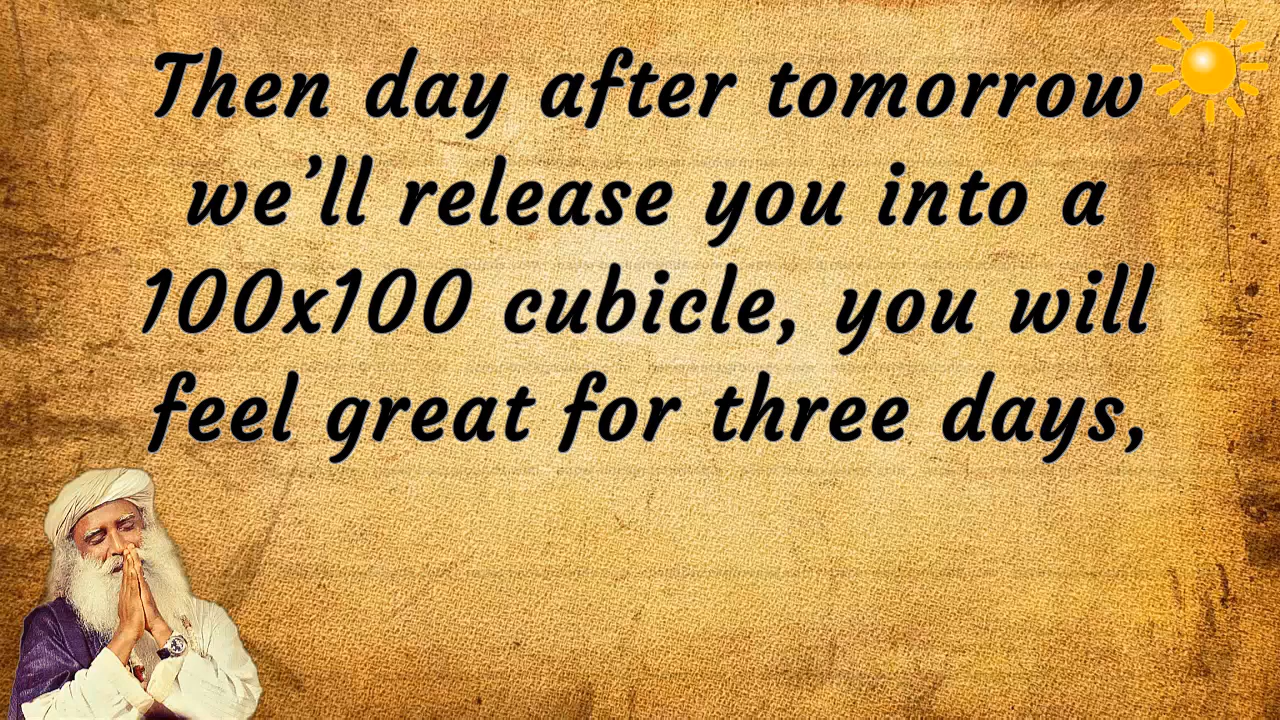 Then day after tomorrow
we’ll release you into a
100x100 cubicle, you will
feel great for three days,